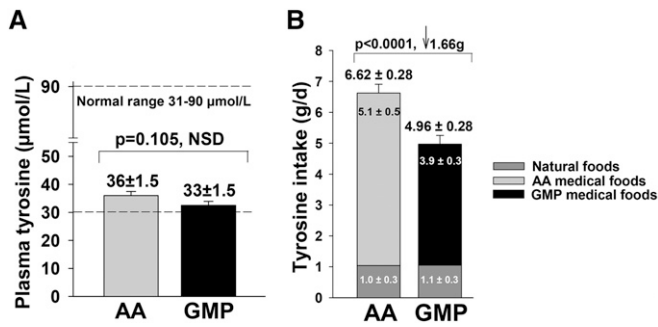 A
Plasma tyrosine (μmol/L)
90
50
40
30
20
10
0
Normal range 31-90 μmol/L
p=0.105, NSD
36±1.5
33±1.5
AA
GMP
B
Tyrosine intake (g/d)
8
7
6
5
4
3
2
1
0
p<0.0001, ↓1.66g
6.62 ± 0.28
4.96 ± 0.28
5.1 ± 0.5
3.9 ± 0.3
1.0 ± 0.3
1.1 ± 0.3
AA
GMP
Natural foods
AA medical foods
GMP medical foods